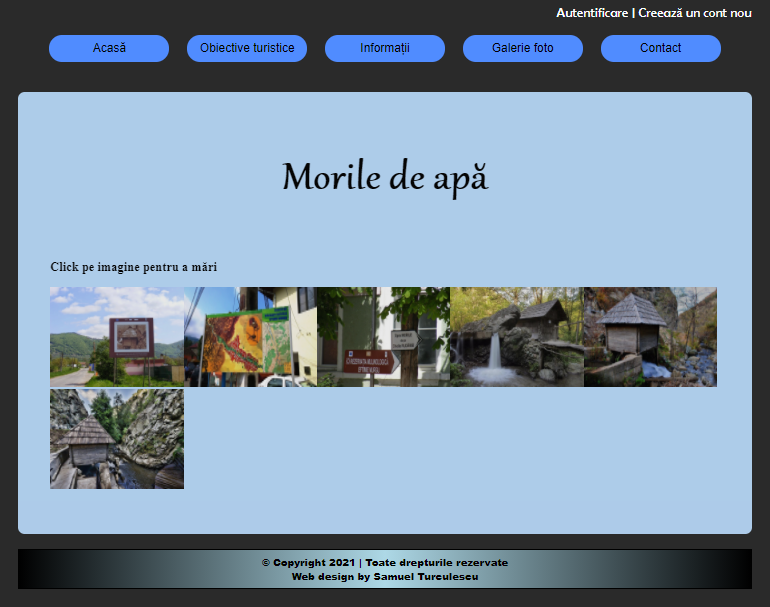 Autentificare | Creează un cont nou
Acasă
Obiective turistice
Informații
Galerie foto
Contact
Morile de apă
Click pe imagine pentru a mări
© Copyright 2021 | Toate drepturile rezervate
Web design by Samuel Turculescu